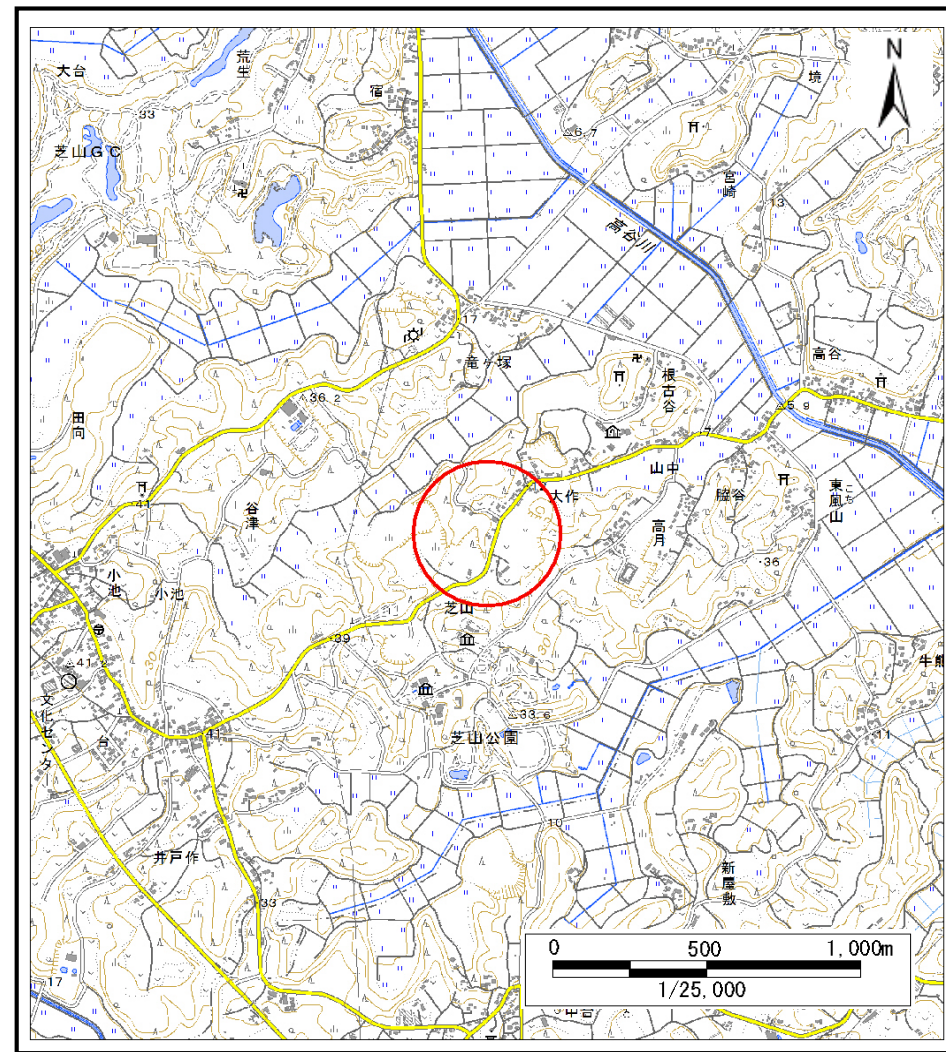 大台
荒生
宿
境
N
33
芝山GC
6.7
宮崎
13
高谷川
17
竜ヶ塚
高谷
根古谷
36.2
5.9
田向
7
山中
大作
脇谷
東風山
こち
41
谷津
高月
36
小池
小池
芝山
39
牛熊
41.2
33.6
文化センター
台
41
芝山公園
11
10
井戸作
新屋敷
33
0 500 1,000m
1/25,000
17